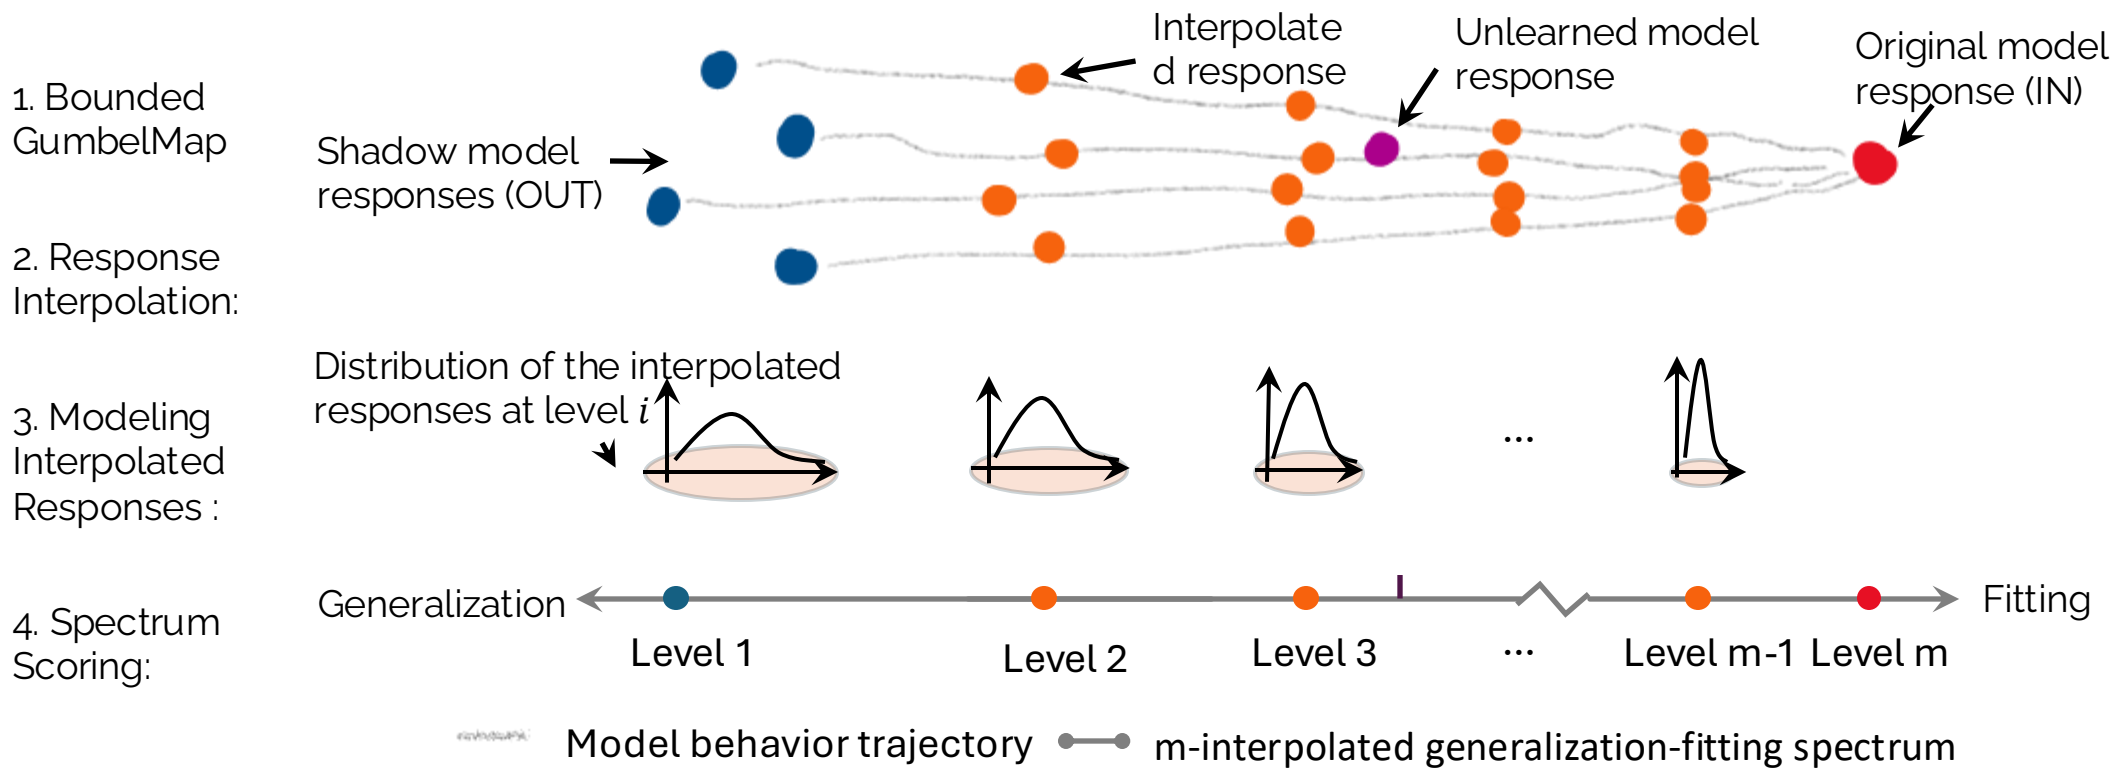 1. Bounded
GumbelMap
Shadow model
responses (OUT)
Interpolate
d response
Unlearned model
response
Original model
response (IN)
2. Response
Interpolation:
3. Modeling
Interpolated
Responses :
Distribution of the interpolated
responses at level i
...
4. Spectrum
Scoring:
Generalization
Fitting
Level 1
Level 2
Level 3
...
Level m-1
Level m
Model behavior trajectory
m-interpolated generalization-fitting spectrum